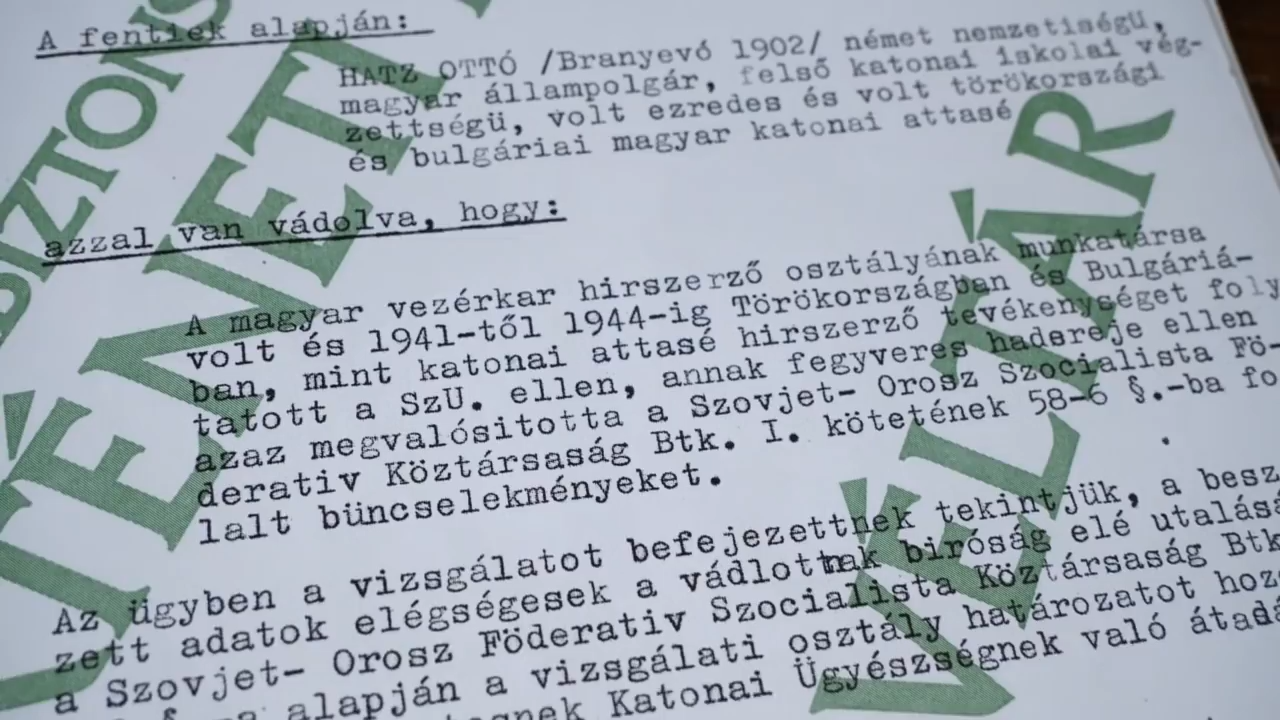 A fentiek alapján:
HATZ OTTÓ /Branyevó 1902/ német nemzetiségü,
magyar állampolgár, felső katonai iskolai vég-
zettségü, volt ezredes és volt törökországi
és bulgáriai magyar katonai attasé
azzal van vádolva, hogy:
A magyar vezérkar hirszerző osztályának munkatársa
volt és 1941-től 1944-ig Törökországban és Bulgáriá-
ban, mint katonai attasé hirszerző tevékenységet foly
tatott a SzU. ellen, annak fegyveres hadereje ellen
azaz megvalósitotta a Szovjet- Orosz Szocialista Fö-
derativ Köztársaság Btk. I. kötetének 58-6 §.-ba fo
lalt büncselekményeket.
Az ügyben a vizsgálatot befejezettnek tekintjük, a besz
zett adatok elégségesek a vádlottnak biróság elé utalásá
a Szovjet- Orosz Föderativ Szocialista Köztársaság Btk
alapján a vizsgálati osztály határozatot hoz
Katonai Ügyészségnek való átadá
BIZTONS
TÉNETI
VÉLTÁR